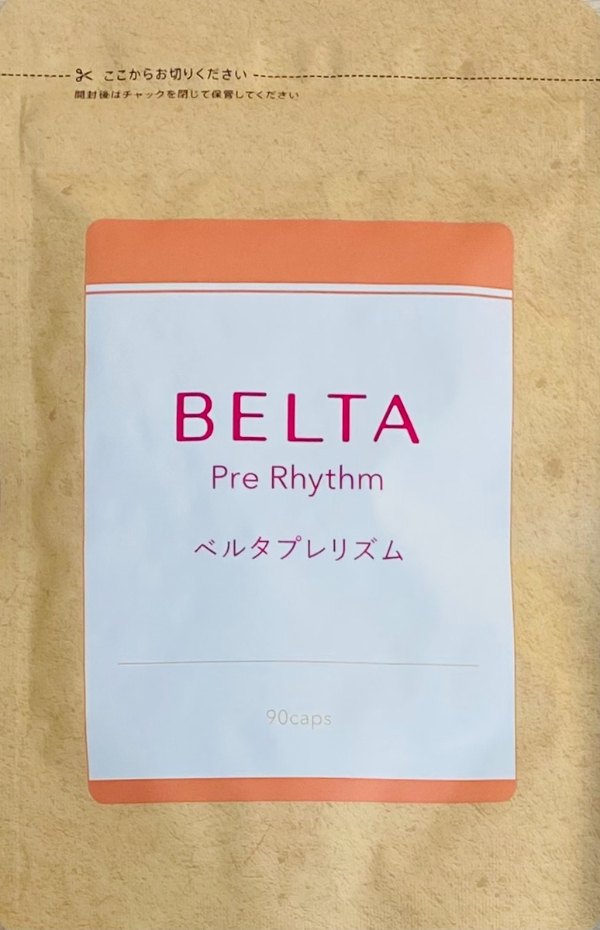 ここからお切りください
開封後はチャックを閉じて保管してください
BELTA
Pre Rhythm
ベルタプレリズム
90caps